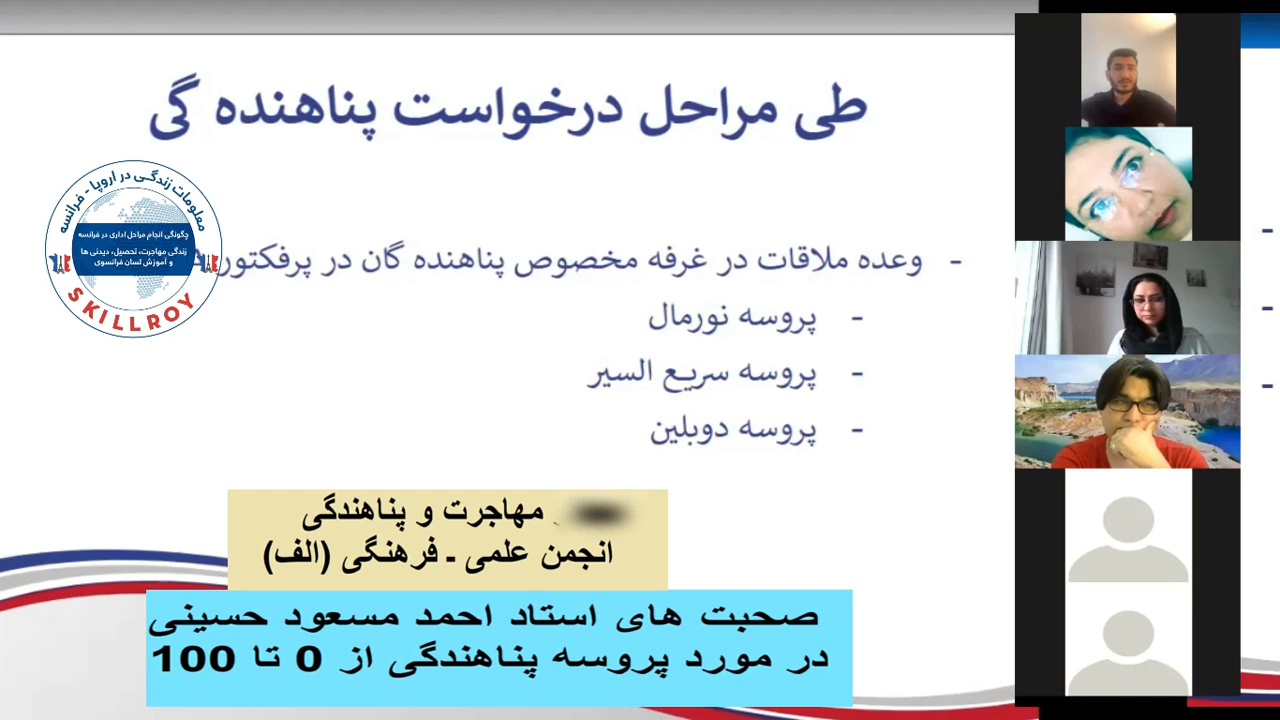 طی مراحل درخواست پناهنده گی
معلومات زندگی در اروپا - فرانسه
چگونگی انجام مراحل اداری در فرانسه
زندگی مهاجرت، تحصیل، دیدنی ها
و آموزش لسان فرانسوی
SKILLROY
- وعده ملاقات در غرفه مخصوص پناهنده گان در پرفکتور
- پروسه نورمال
- پروسه سریع السیر
- پروسه دوبلین
مهاجرت و پناهندگی
انجمن علمی ـ فرهنگی (الف)
صحبت های استاد احمد مسعود حسینی
در مورد پروسه پناهندگی از 0 تا 100